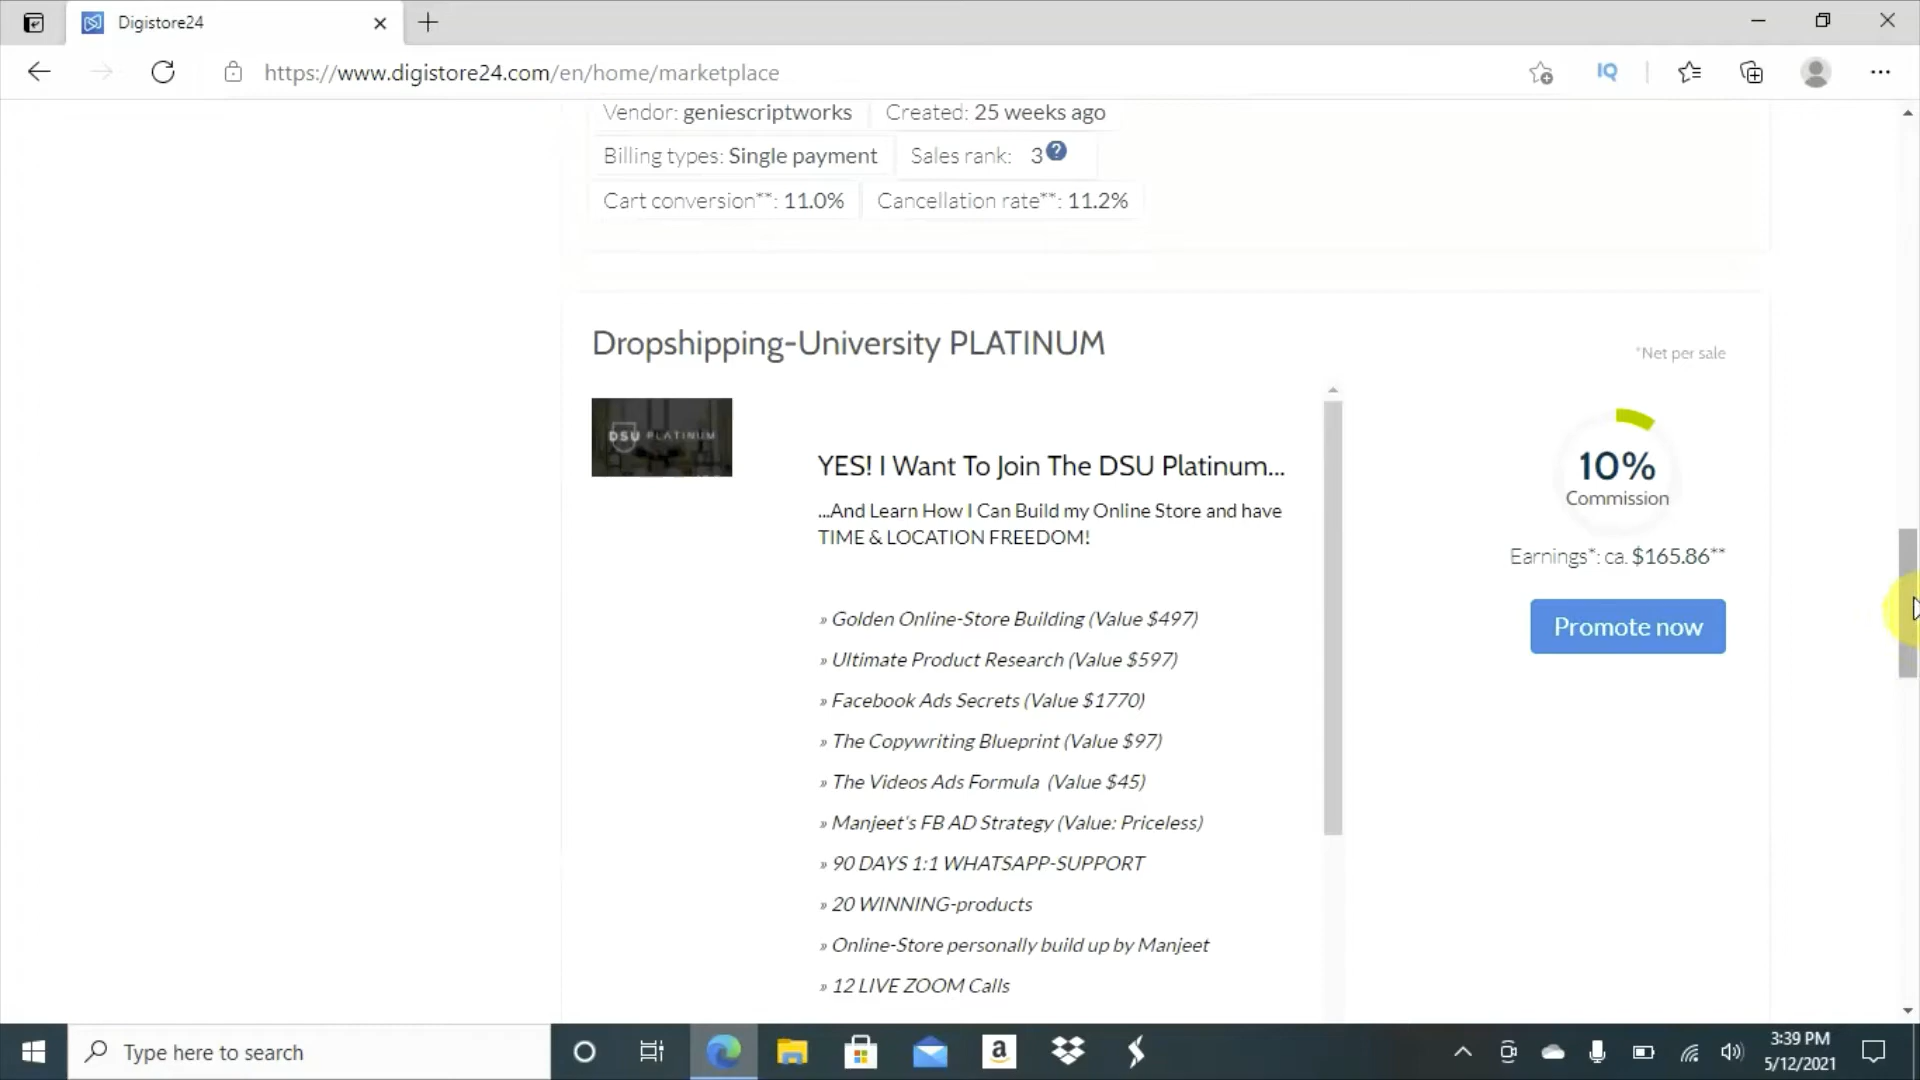 Digistore24
https://www.digistore24.com/en/home/marketplace
IQ
Vendor: geniescriptworks Created: 25 weeks ago
Billing types: Single payment Sales rank: 3 ?
Cart conversion**: 11.0% Cancellation rate**: 11.2%
Dropshipping-University PLATINUM
*Net per sale
DSU PLATINUM
YES! I Want To Join The DSU Platinum...
...And Learn How I Can Build my Online Store and have
TIME & LOCATION FREEDOM!
10%
Commission
Earnings*: ca. $165.86**
Promote now
» Golden Online-Store Building (Value $497)
» Ultimate Product Research (Value $597)
» Facebook Ads Secrets (Value $1770)
» The Copywriting Blueprint (Value $97)
» The Videos Ads Formula (Value $45)
» Manjeet's FB AD Strategy (Value: Priceless)
» 90 DAYS 1:1 WHATSAPP-SUPPORT
» 20 WINNING-products
» Online-Store personally build up by Manjeet
» 12 LIVE ZOOM Calls
Type here to search
a
3:39 PM
5/12/2021